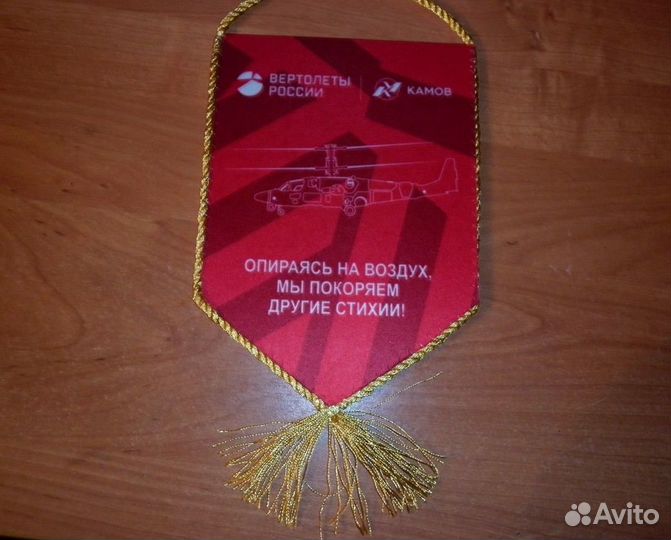 ВЕРТОЛЕТЫ
РОССИИ
КАМОВ
ОПИРАЯСЬ НА ВОЗДУХ,
МЫ ПОКОРЯЕМ
ДРУГИЕ СТИХИИ!
Avito